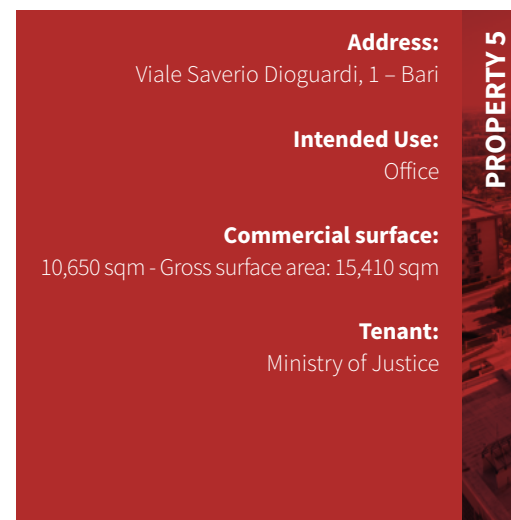 Address:
Viale Saverio Dioguardi, 1 – Bari
Intended Use:
Office
Commercial surface:
10,650 sqm - Gross surface area: 15,410 sqm
Tenant:
Ministry of Justice
PROPERTY 5